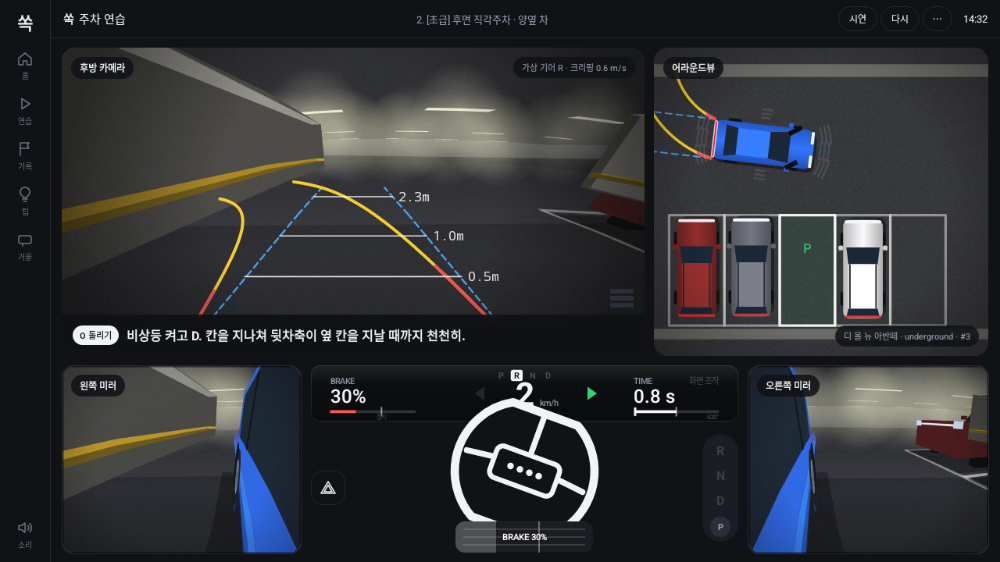 쏙
쏙 주차 연습
2. [초급] 후면 직각주차 · 양옆 차
시연
다시
···
14:32
홈
연습
기록
팁
거울
소리
후방 카메라
가상 기어 R · 크리핑 0.6 m/s
2.3m
1.0m
0.5m
0 돌리기
비상등 켜고 D. 칸을 지나쳐 뒷차축이 옆 칸을 지날 때까지 천천히.
어라운드뷰
P
디 올 뉴 아반떼 · underground · #3
왼쪽 미러
P R N D
BRAKE
30%
2
km/h
TIME
0.8 s
화면 조작
BRAKE 30%
R
N
D
P
오른쪽 미러